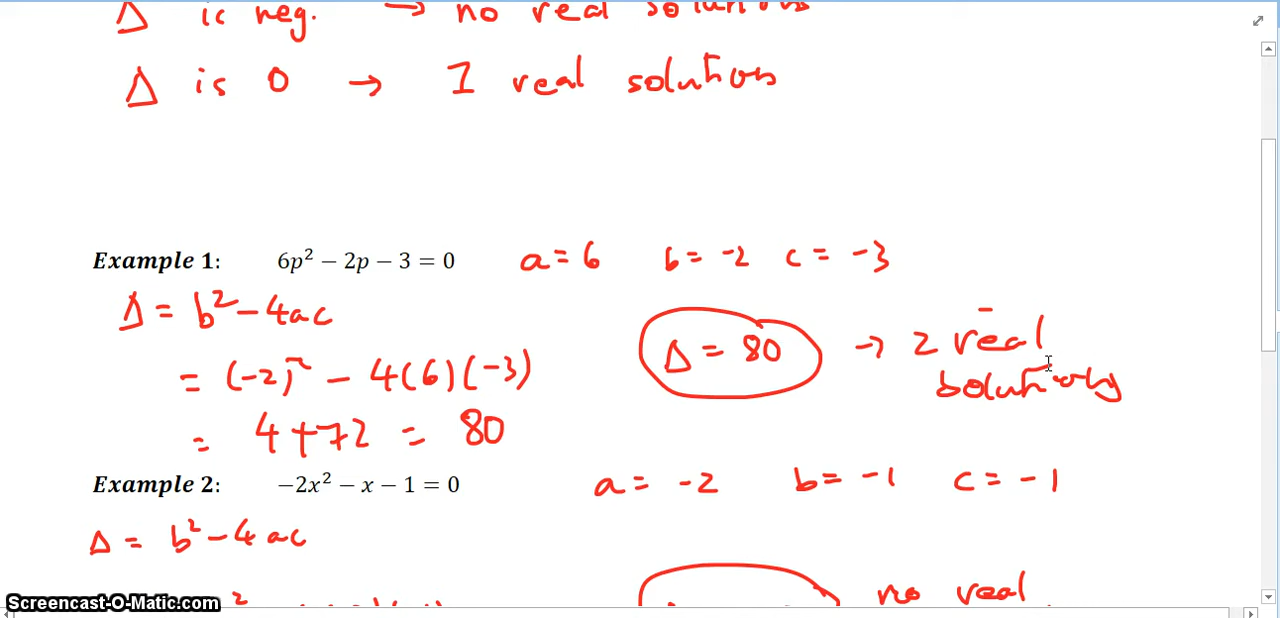 Δ is neg. → no real solutions
Δ is 0 → 1 real solution
Example 1: 6p² − 2p − 3 = 0 a = 6 b = -2 c = -3
Δ = b² − 4ac
= (-2)² − 4(6)(-3)
= 4 + 72 = 80
Δ = 80 → 2 real
solutions
Example 2: −2x² − x − 1 = 0 a = -2 b = -1 c = -1
Δ = b² − 4ac
no real
Screencast-O-Matic.com